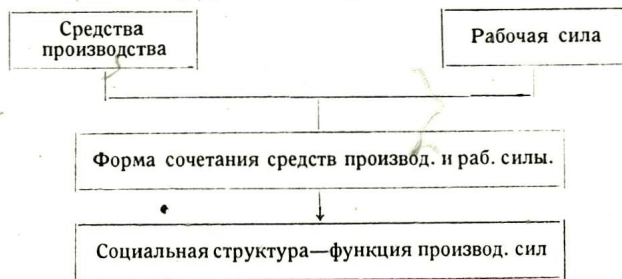 Средства
производства
Рабочая сила
Форма сочетания средств производ. и раб. силы.
Социальная структура—функция производ. сил